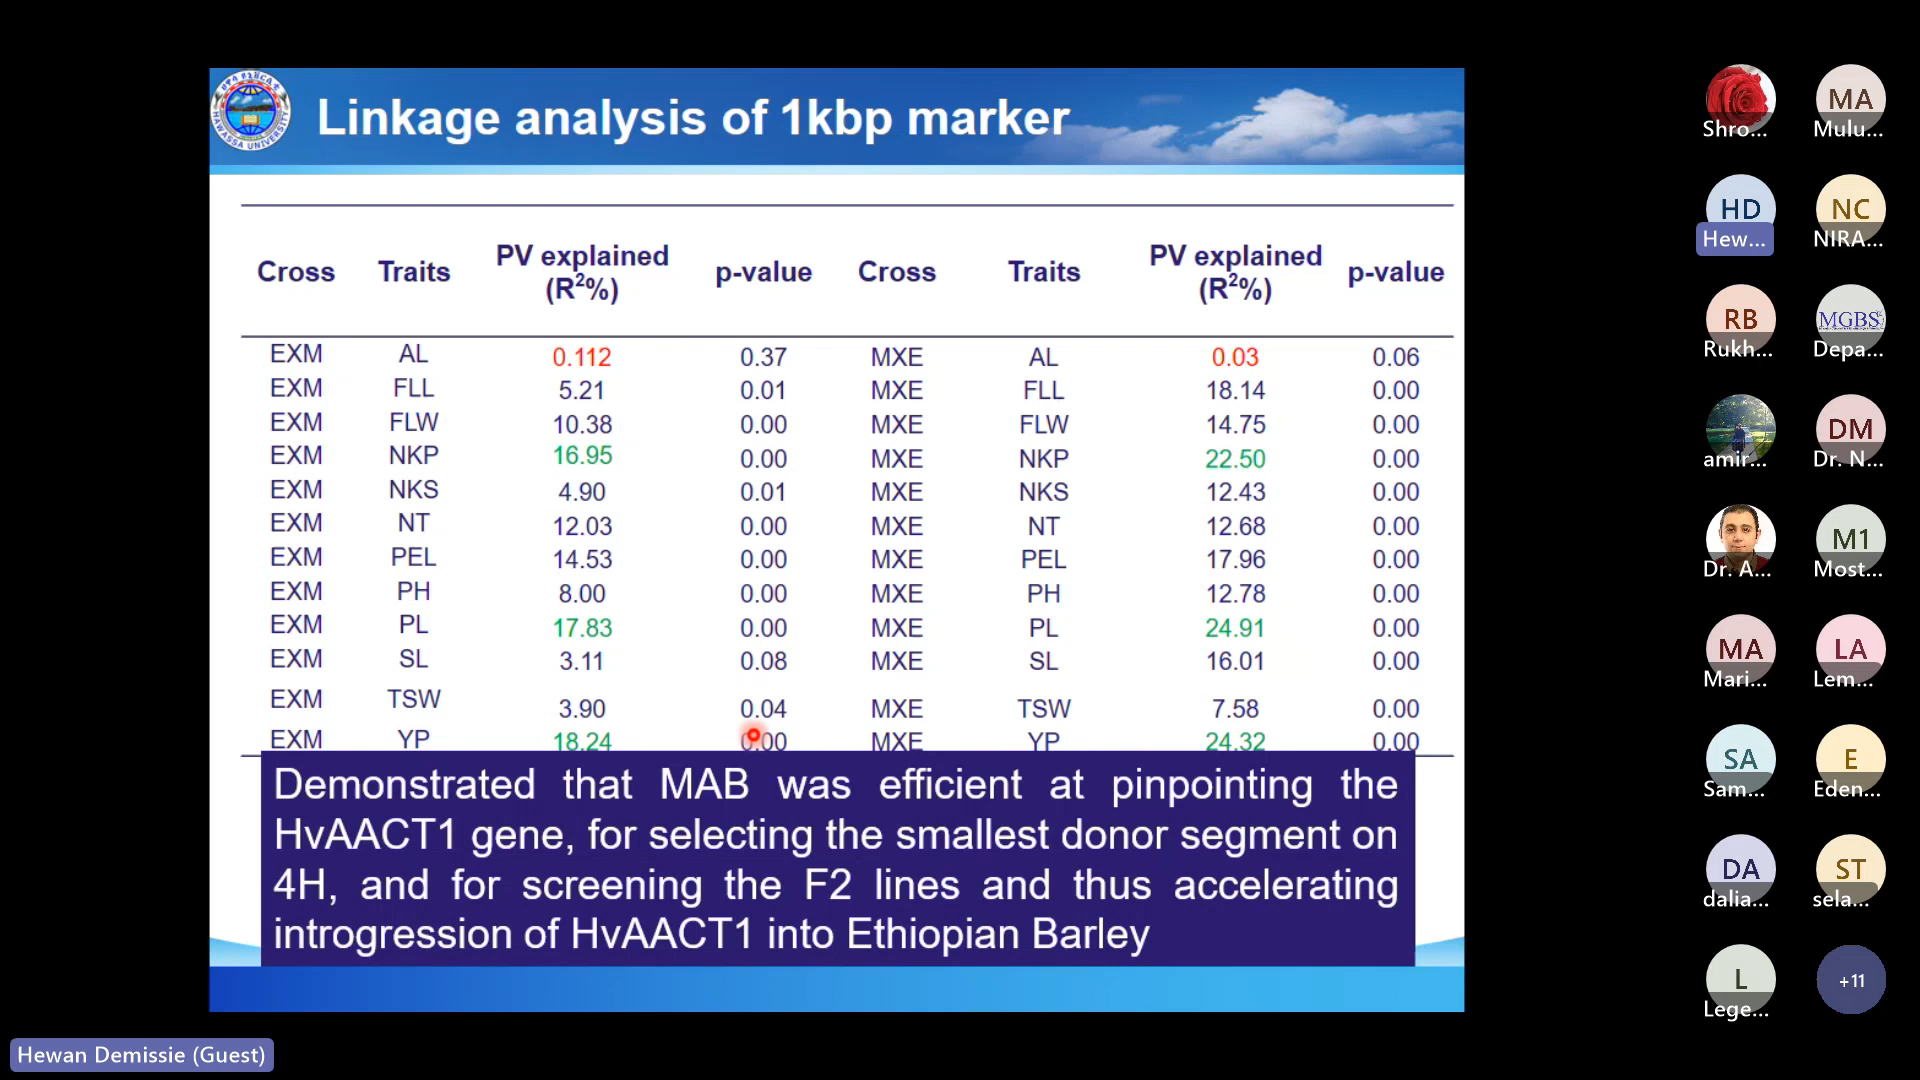 Linkage analysis of 1kbp marker
HAWASSA UNIVERSITY
Cross Traits PV explained (R²%) p-value Cross Traits PV explained (R²%) p-value
EXM AL 0.112 0.37 MXE AL 0.03 0.06
EXM FLL 5.21 0.01 MXE FLL 18.14 0.00
EXM FLW 10.38 0.00 MXE FLW 14.75 0.00
EXM NKP 16.95 0.00 MXE NKP 22.50 0.00
EXM NKS 4.90 0.01 MXE NKS 12.43 0.00
EXM NT 12.03 0.00 MXE NT 12.68 0.00
EXM PEL 14.53 0.00 MXE PEL 17.96 0.00
EXM PH 8.00 0.00 MXE PH 12.78 0.00
EXM PL 17.83 0.00 MXE PL 24.91 0.00
EXM SL 3.11 0.08 MXE SL 16.01 0.00
EXM TSW 3.90 0.04 MXE TSW 7.58 0.00
EXM YP 18.24 0.00 MXE YP 24.32 0.00
Demonstrated that MAB was efficient at pinpointing the
HvAACT1 gene, for selecting the smallest donor segment on
4H, and for screening the F2 lines and thus accelerating
introgression of HvAACT1 into Ethiopian Barley
Shro...
MA
Mulu...
HD
Hew...
NC
NIRA...
RB
Rukh...
MGBS
Depa...
amir...
DM
Dr. N...
Dr. A...
M1
Most...
MA
Mari...
LA
Lem...
SA
Sam...
E
Eden...
DA
dalia...
ST
sela...
L
Lege...
+11
Hewan Demissie (Guest)